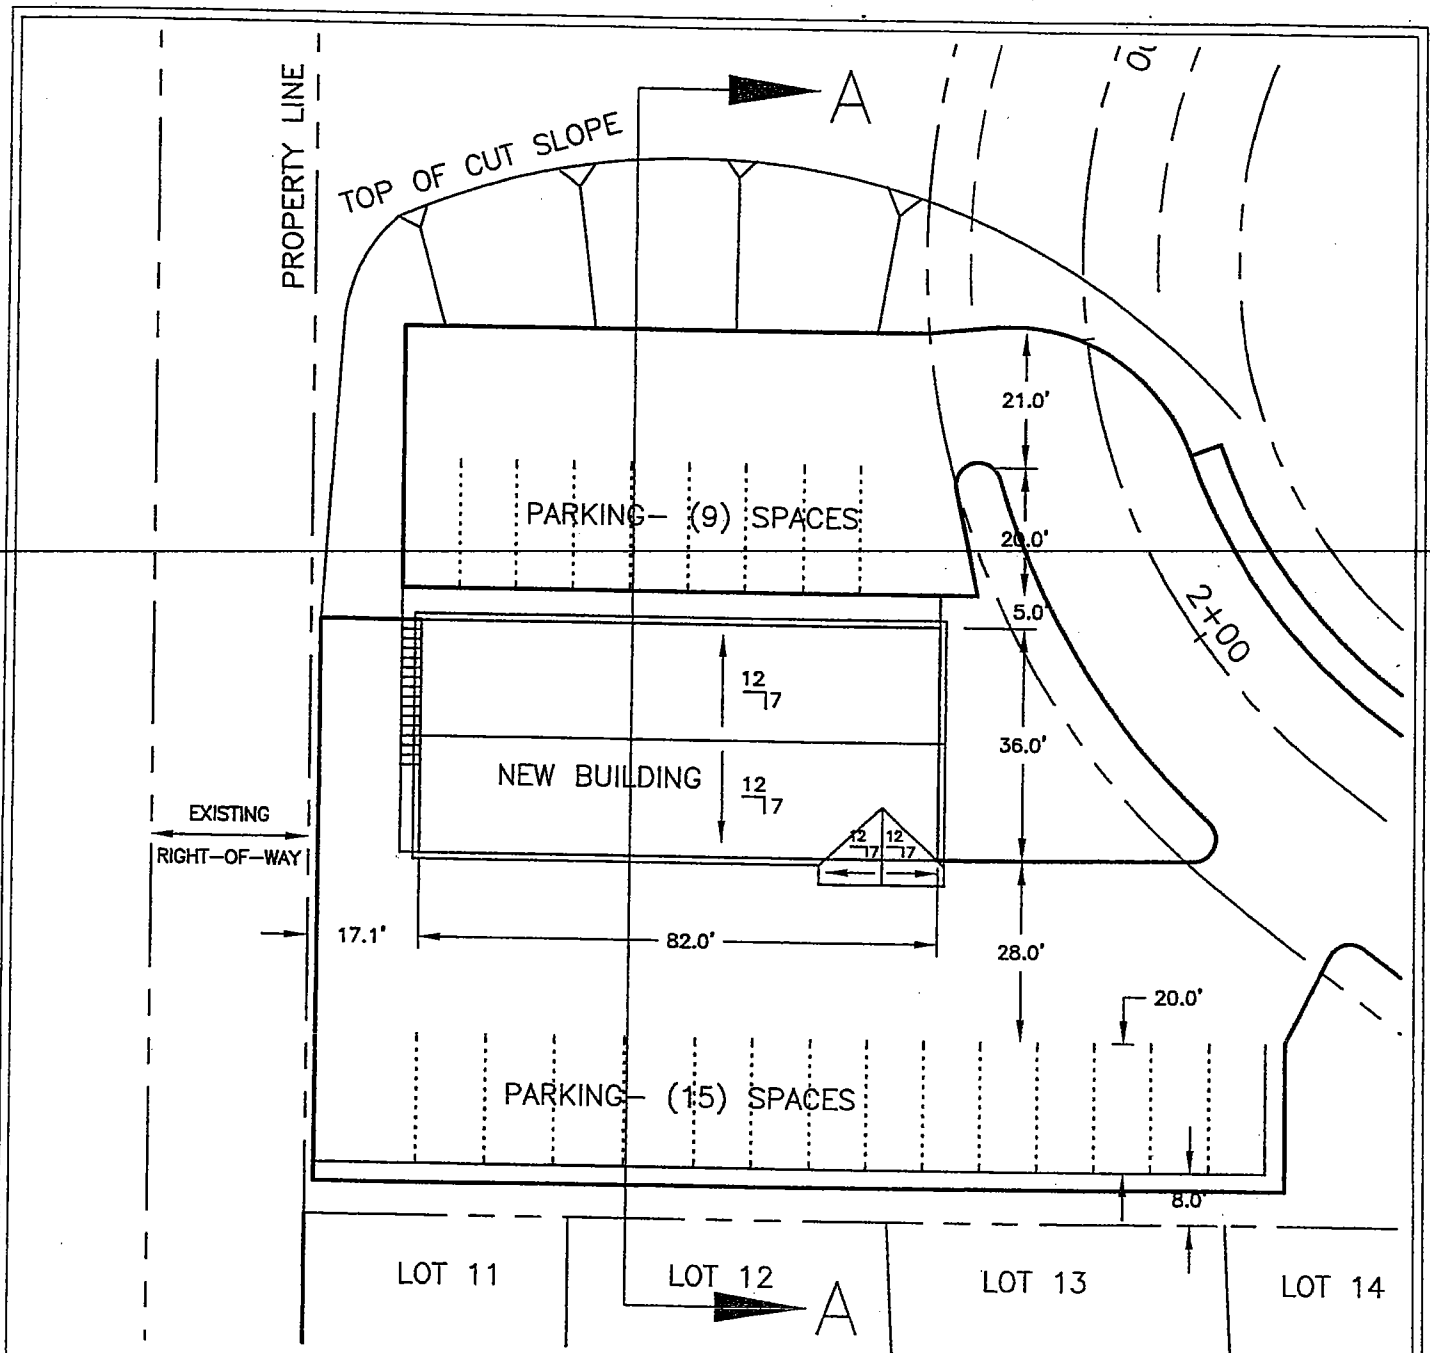 A
PROPERTY LINE
TOP OF CUT SLOPE
21.0'
PARKING- (9) SPACES
20.0'
5.0'
2+00
12
7
36.0'
NEW BUILDING
12
7
EXISTING
RIGHT-OF-WAY
12
7
12
7
17.1'
82.0'
28.0'
20.0'
PARKING- (15) SPACES
8.0'
LOT 11
LOT 12
LOT 13
LOT 14
A